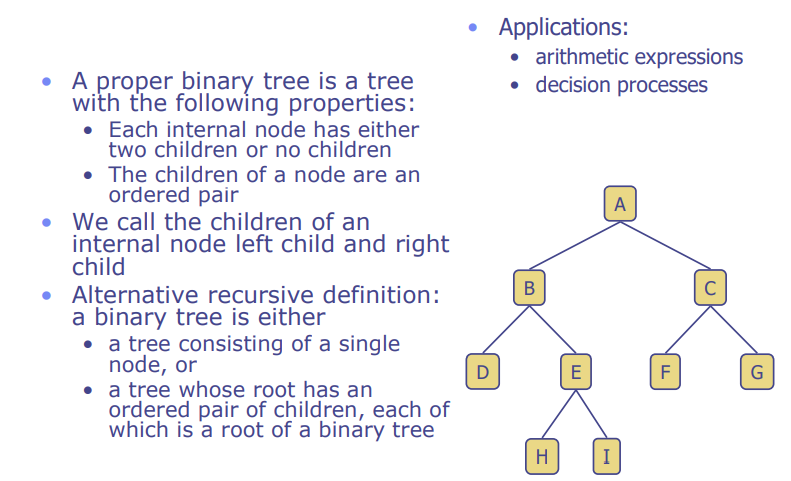 • A proper binary tree is a tree
with the following properties:
• Each internal node has either
two children or no children
• The children of a node are an
ordered pair
• We call the children of an
internal node left child and right
child
• Alternative recursive definition:
a binary tree is either
• a tree consisting of a single
node, or
• a tree whose root has an
ordered pair of children, each of
which is a root of a binary tree
• Applications:
• arithmetic expressions
• decision processes
A
B C
D E F G
H I